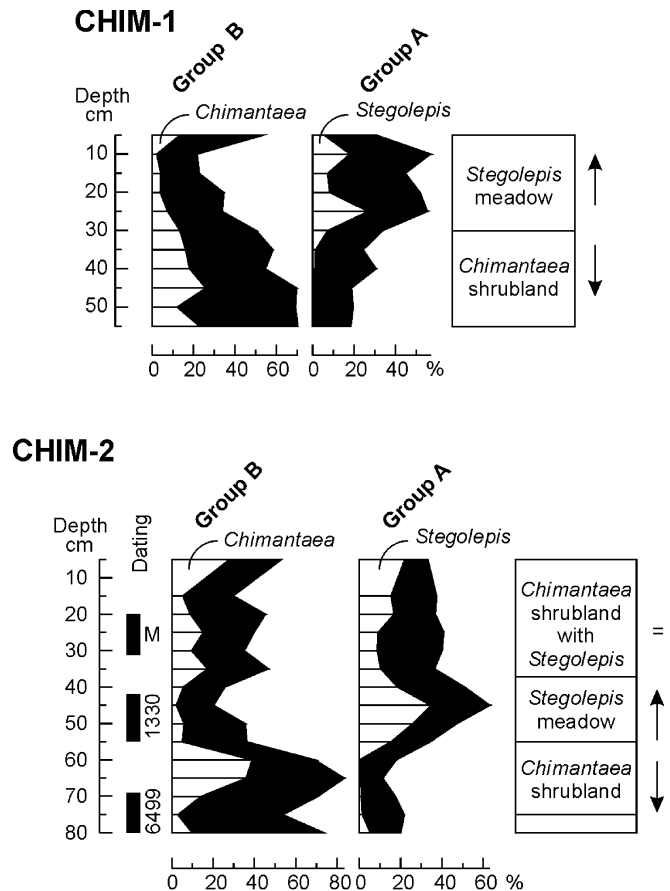 CHIM-1
Group B
Group A
Depth
cm
Chimantaea
Stegolepis
10
20
30
40
50
Stegolepis
meadow
Chimantaea
shrubland
0 20 40 60 0 20 40 %
CHIM-2
Group B
Group A
Depth
cm
Dating
Chimantaea
Stegolepis
10
20
30
40
50
60
70
80
M
1330
6499
Chimantaea
shrubland
with
Stegolepis
=
Stegolepis
meadow
Chimantaea
shrubland
0 20 40 60 80 0 20 40 60 %